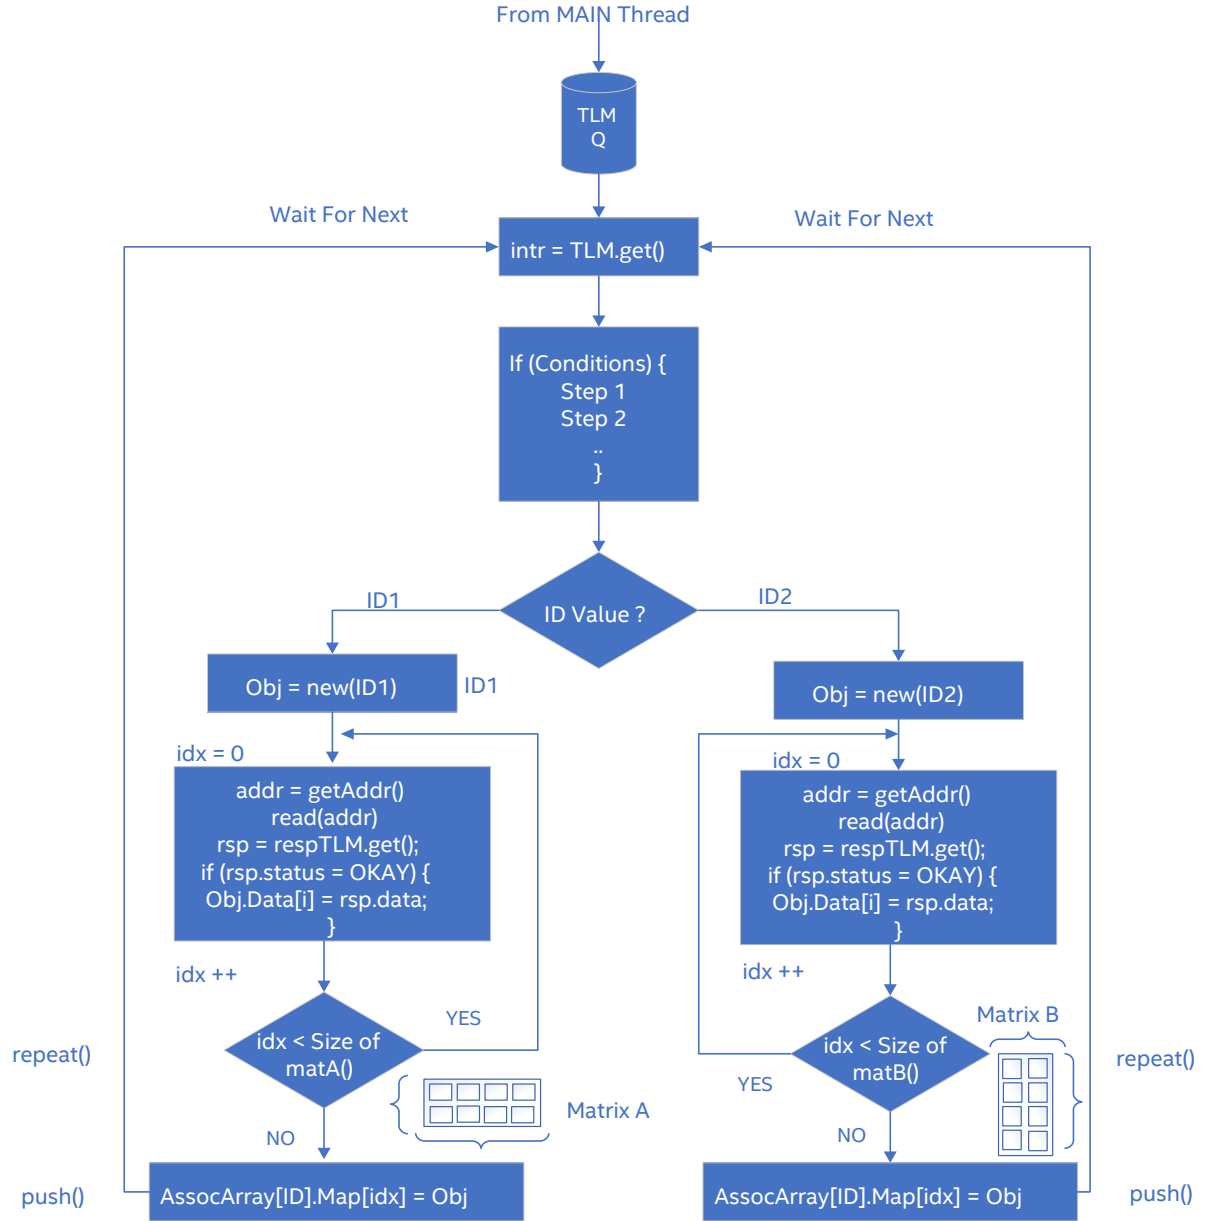 From MAIN Thread
TLM
Q
Wait For Next
Wait For Next
intr = TLM.get()
If (Conditions) {
Step 1
Step 2
..
}
ID1
ID2
ID Value ?
Obj = new(ID1)
ID1
Obj = new(ID2)
idx = 0
idx = 0
addr = getAddr()
read(addr)
rsp = respTLM.get();
if (rsp.status = OKAY) {
Obj.Data[i] = rsp.data;
}
addr = getAddr()
read(addr)
rsp = respTLM.get();
if (rsp.status = OKAY) {
Obj.Data[i] = rsp.data;
}
idx ++
idx ++
YES
Matrix B
idx < Size of
matA()
idx < Size of
matB()
repeat()
repeat()
YES
Matrix A
NO
NO
push()
AssocArray[ID].Map[idx] = Obj
AssocArray[ID].Map[idx] = Obj
push()